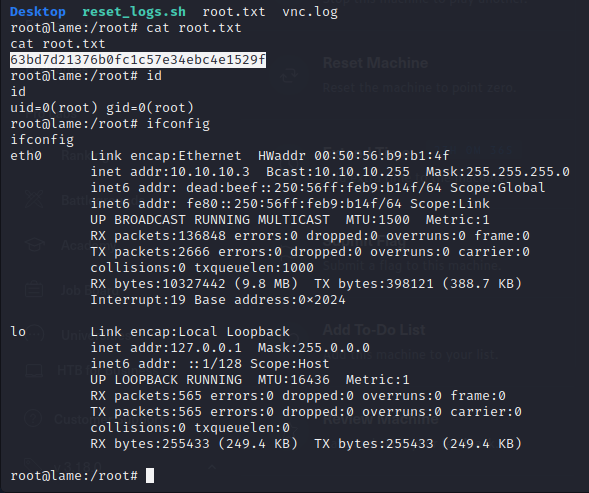 Desktop  reset_logs.sh  root.txt  vnc.log
root@lame:/root# cat root.txt
cat root.txt
63bd7d21376b0fc1c57e34ebc4e1529f
root@lame:/root# id
id
uid=0(root) gid=0(root)
root@lame:/root# ifconfig
ifconfig
eth0      Link encap:Ethernet  HWaddr 00:50:56:b9:b1:4f
          inet addr:10.10.10.3  Bcast:10.10.10.255  Mask:255.255.255.0
          inet6 addr: dead:beef::250:56ff:feb9:b14f/64 Scope:Global
          inet6 addr: fe80::250:56ff:feb9:b14f/64 Scope:Link
          UP BROADCAST RUNNING MULTICAST  MTU:1500  Metric:1
          RX packets:136848 errors:0 dropped:0 overruns:0 frame:0
          TX packets:2666 errors:0 dropped:0 overruns:0 carrier:0
          collisions:0 txqueuelen:1000
          RX bytes:10327442 (9.8 MB)  TX bytes:398121 (388.7 KB)
          Interrupt:19 Base address:0×2024
lo        Link encap:Local Loopback
          inet addr:127.0.0.1  Mask:255.0.0.0
          inet6 addr: ::1/128 Scope:Host
          UP LOOPBACK RUNNING  MTU:16436  Metric:1
          RX packets:565 errors:0 dropped:0 overruns:0 frame:0
          TX packets:565 errors:0 dropped:0 overruns:0 carrier:0
          collisions:0 txqueuelen:0
          RX bytes:255433 (249.4 KB)  TX bytes:255433 (249.4 KB)
root@lame:/root#
Reset Machine
Reset the machine to point zero.
Add To-Do List
Review Machine